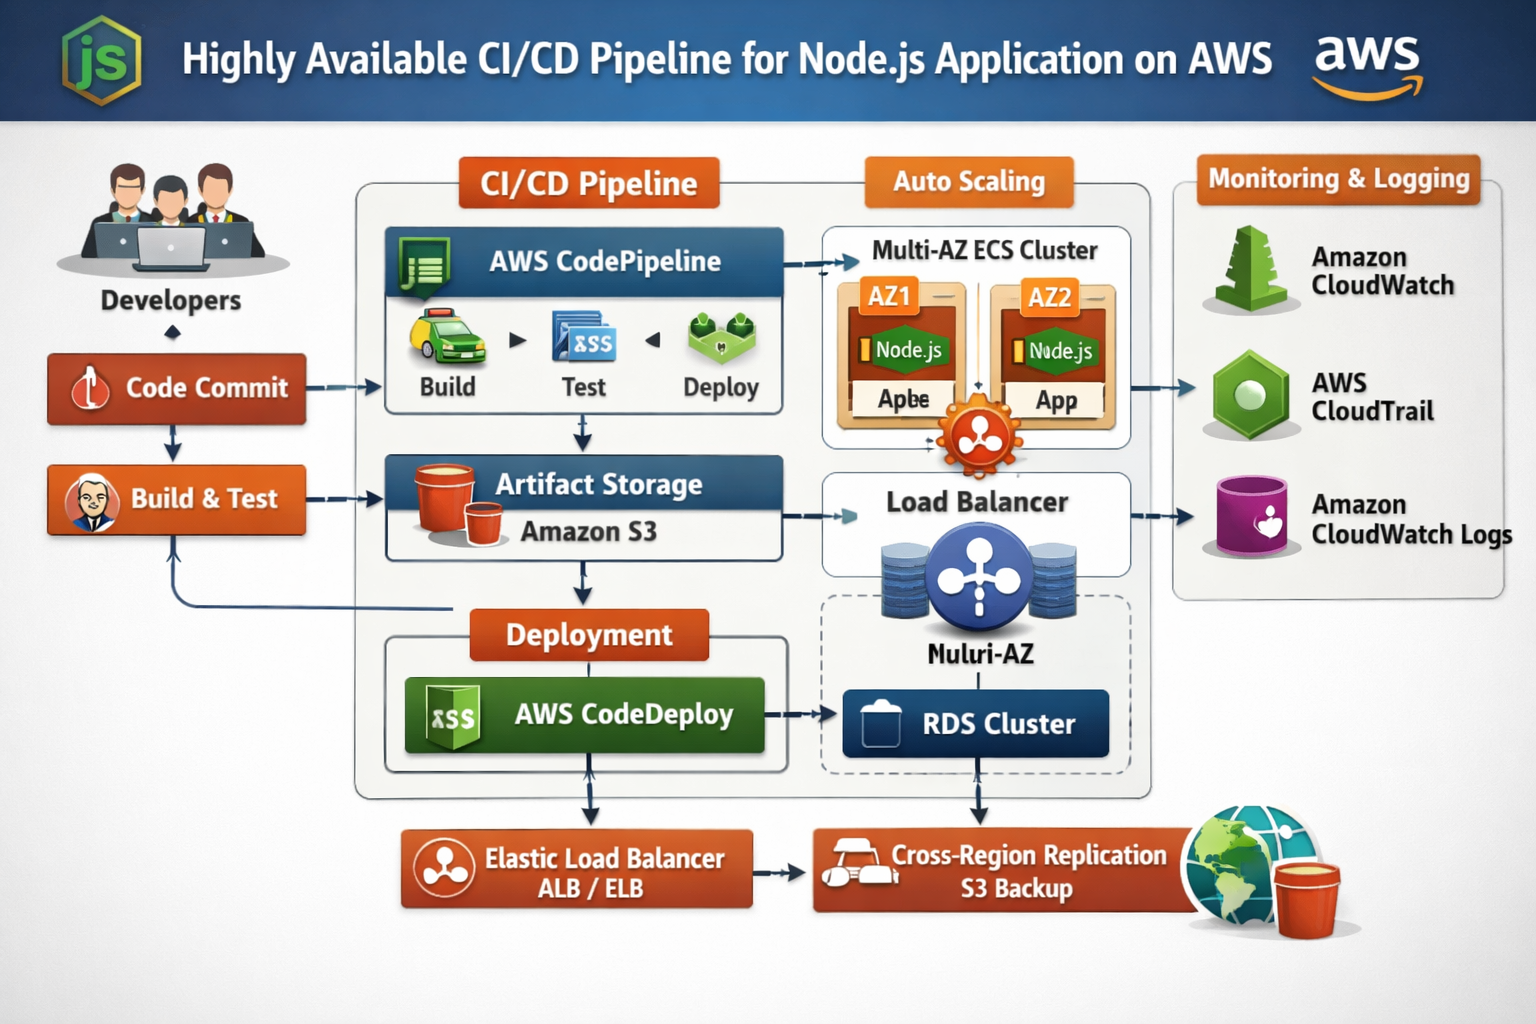 JS
Highly Available CI/CD Pipeline for Node.js Application on AWS
aws
Developers
Code Commit
Build & Test
CI/CD Pipeline
AWS CodePipeline
Build
Test
Deploy
Artifact Storage
Amazon S3
Deployment
AWS CodeDeploy
Auto Scaling
Multi-AZ ECS Cluster
AZ1
AZ2
Node.js
Node.js
App
Load Balancer
RDS Cluster
Monitoring & Logging
Amazon
CloudWatch
AWS
CloudTrail
Amazon
CloudWatch Logs
Elastic Load Balancer
ALB / ELB
Cross-Region Replication
S3 Backup